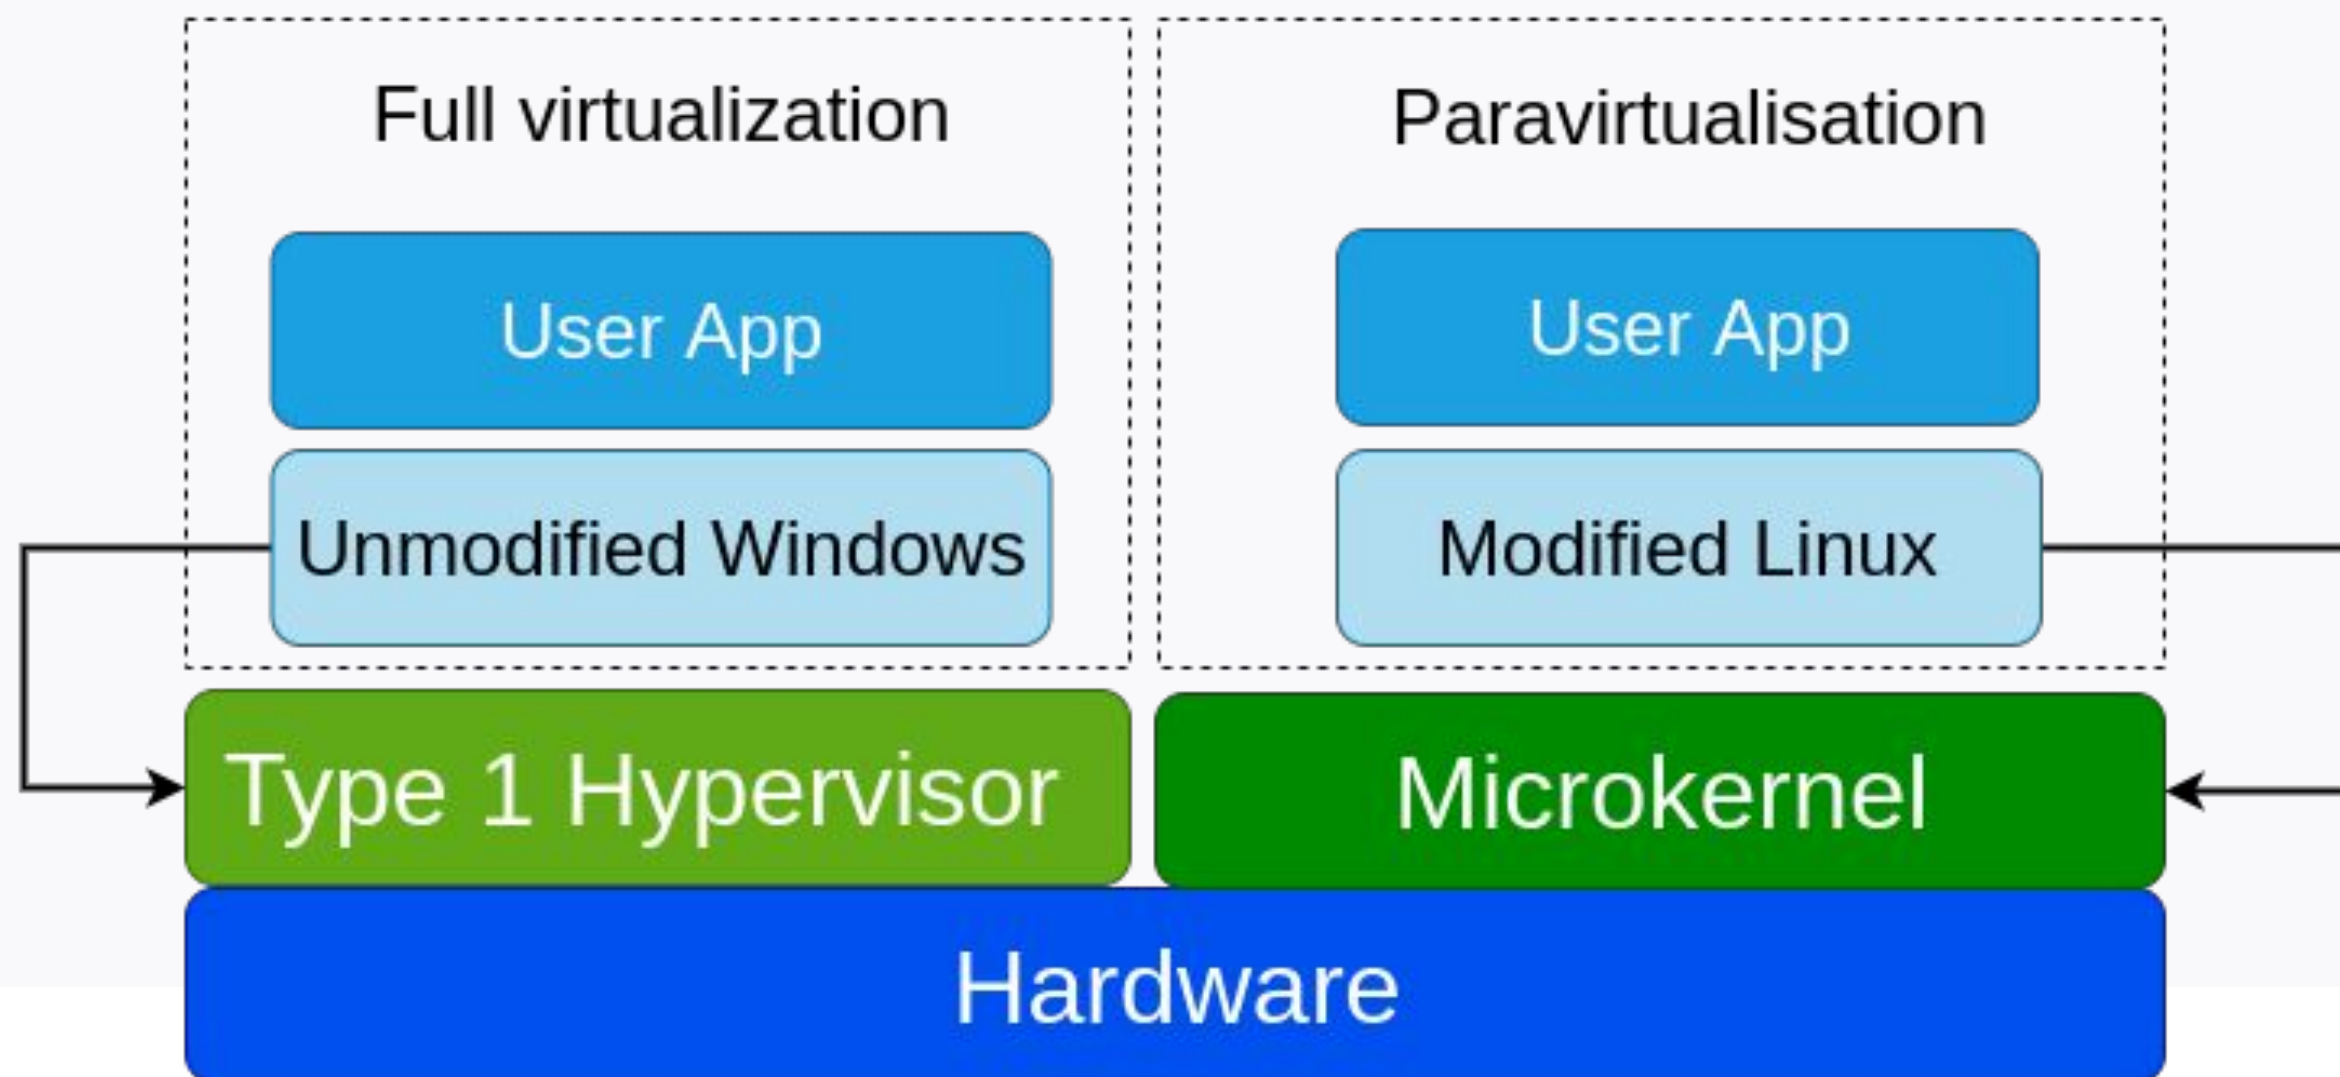 Full virtualization
Paravirtualisation
User App
User App
Unmodified Windows
Modified Linux
Type 1 Hypervisor
Microkernel
Hardware